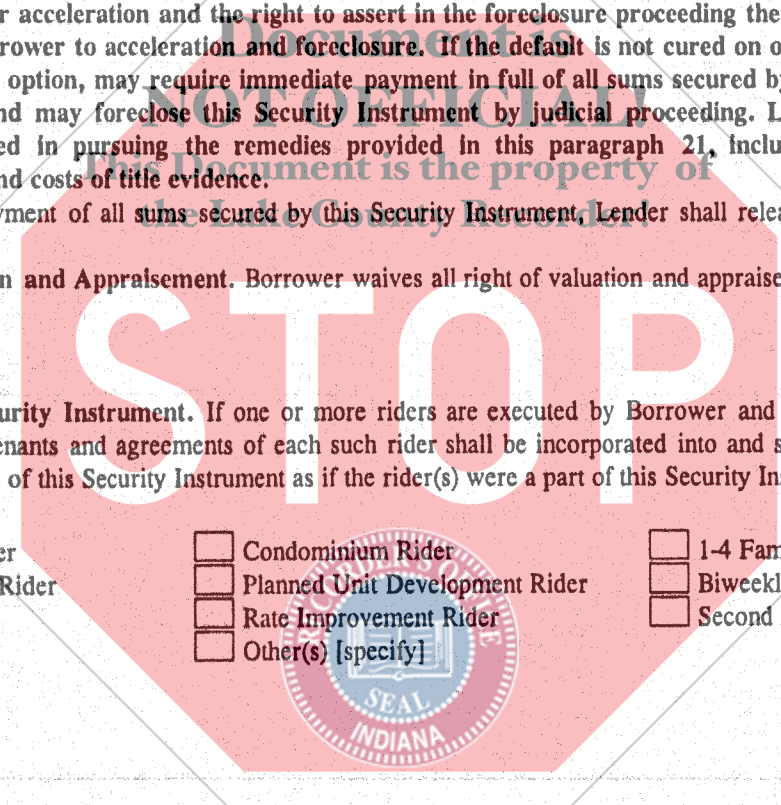 r acceleration and the right to assert in the foreclosure proceeding the
Document is
rrower to acceleration and foreclosure. If the default is not cured on o
option, may require immediate payment in full of all sums secured by
NOT OFFICIAL!
nd may foreclose this Security Instrument by judicial proceeding. L
ed in pursuing the remedies provided in this paragraph 21, inclu
This Document is the property of
nd costs of title evidence.
yment of all sums secured by this Security Instrument, Lender shall relea
the Lake County Recorder!
n and Appraisement. Borrower waives all right of valuation and appraise
STOP
urity Instrument. If one or more riders are executed by Borrower and
enants and agreements of each such rider shall be incorporated into and s
of this Security Instrument as if the rider(s) were a part of this Security In
er Condominium Rider 1-4 Fam
Rider Planned Unit Development Rider Biweekl
Rate Improvement Rider Second
Other(s) [specify]
RECORDER'S OFFICE
SEAL
INDIANA